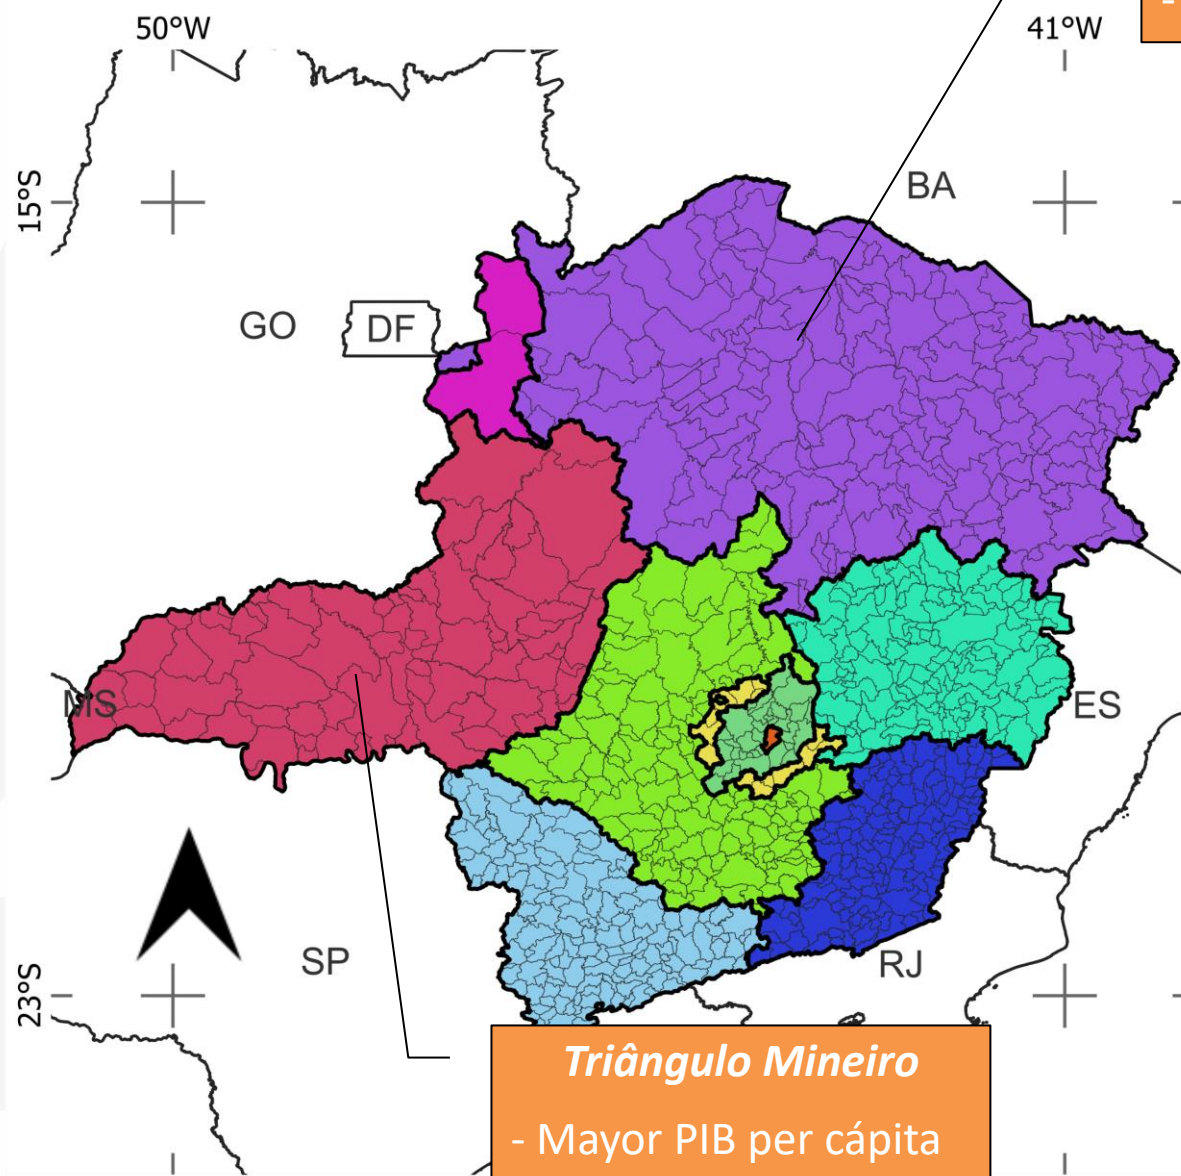 50°W
41°W
-
15°S
BA
GO
DF
MS
ES
SP
RJ
23°S
Triângulo Mineiro
- Mayor PIB per cápita